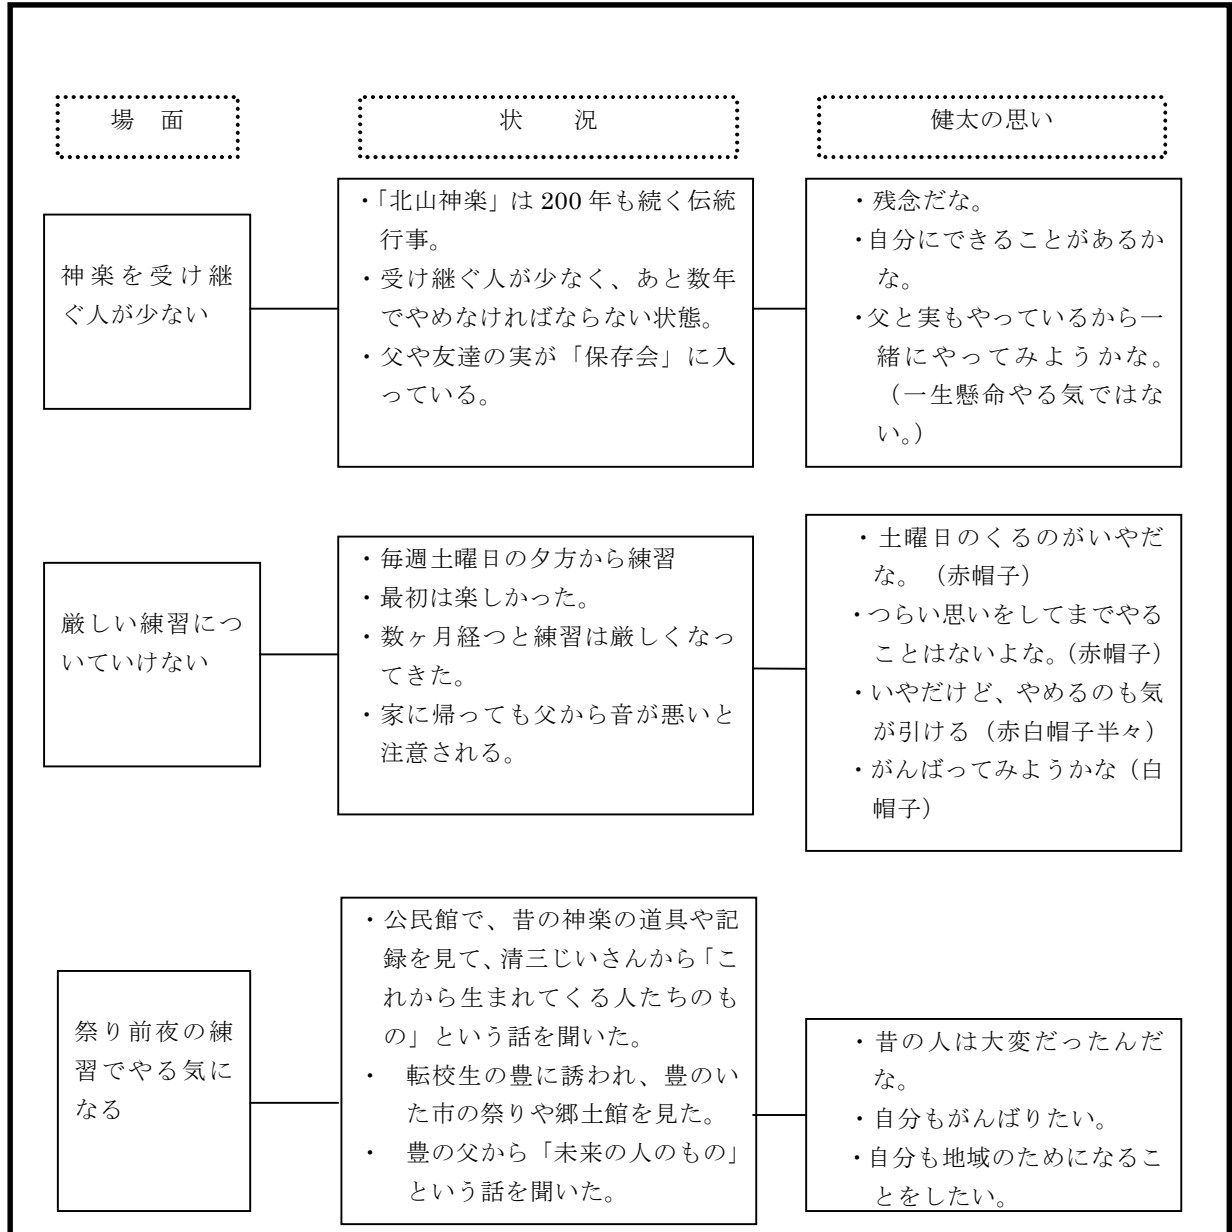 場　面
状　　況
健太の思い
神楽を受け継
ぐ人が少ない
・「北山神楽」は 200 年も続く伝統
行事。
・受け継ぐ人が少なく、あと数年
でやめなければならない状態。
・父や友達の実が「保存会」に入
っている。
・残念だな。
・自分にできることがあるか
な。
・父と実もやっているから一
緒にやってみようかな。
（一生懸命やる気ではな
い。）
厳しい練習につ
いていけない
・毎週土曜日の夕方から練習
・最初は楽しかった。
・数ヶ月経つと練習は厳しくなっ
てきた。
・家に帰っても父から音が悪いと
注意される。
・土曜日のくるのがいやだ
な。（赤帽子）
・つらい思いをしてまでやる
ことはないよな。（赤帽子）
・いやだけど、やめるのも気
が引ける（赤白帽子半々）
・がんばってみようかな（白
帽子）
祭り前夜の練
習でやる気に
なる
・公民館で、昔の神楽の道具や記
録を見て、清三じいさんから「こ
れから生まれてくる人たちのも
の」という話を聞いた。
・　転校生の豊に誘われ、豊のい
た市の祭りや郷土館を見た。
・　豊の父から「未来の人のもの」
という話を聞いた。
・昔の人は大変だったんだ
な。
・自分もがんばりたい。
・自分も地域のためになるこ
とをしたい。